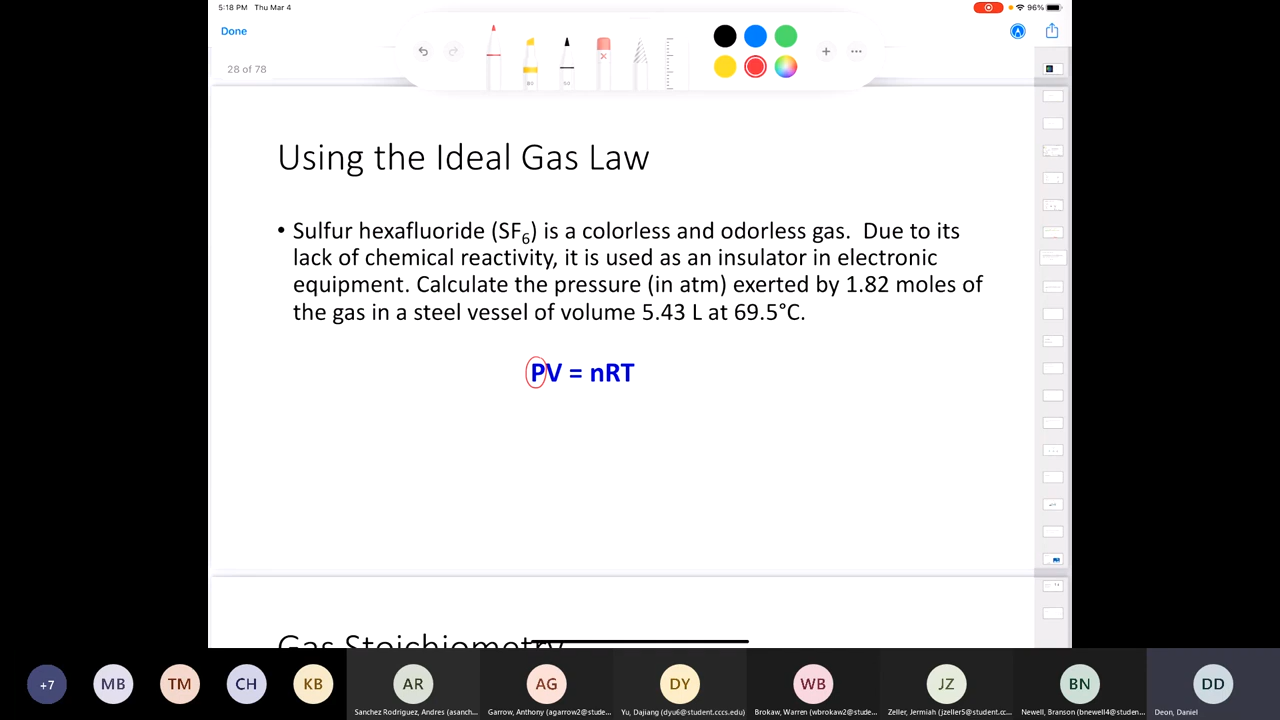 5:18 PM Thu Mar 4
96%
Done
28 of 78
Using the Ideal Gas Law
• Sulfur hexafluoride (SF6) is a colorless and odorless gas. Due to its
lack of chemical reactivity, it is used as an insulator in electronic
equipment. Calculate the pressure (in atm) exerted by 1.82 moles of
the gas in a steel vessel of volume 5.43 L at 69.5°C.
PV = nRT
Gas Stoichiometry
+7 MB TM CH KB AR AG DY WB JZ BN DD
Sanchez Rodriguez, Andres (asanch... Garrow, Anthony (agarrow2@stude... Yu, Dajiang (dyu6@student.cccs.edu) Brokaw, Warren (wbrokaw2@stude... Zeller, Jermiah (jzeller5@student.cc... Newell, Branson (bnewell4@studen... Deon, Daniel